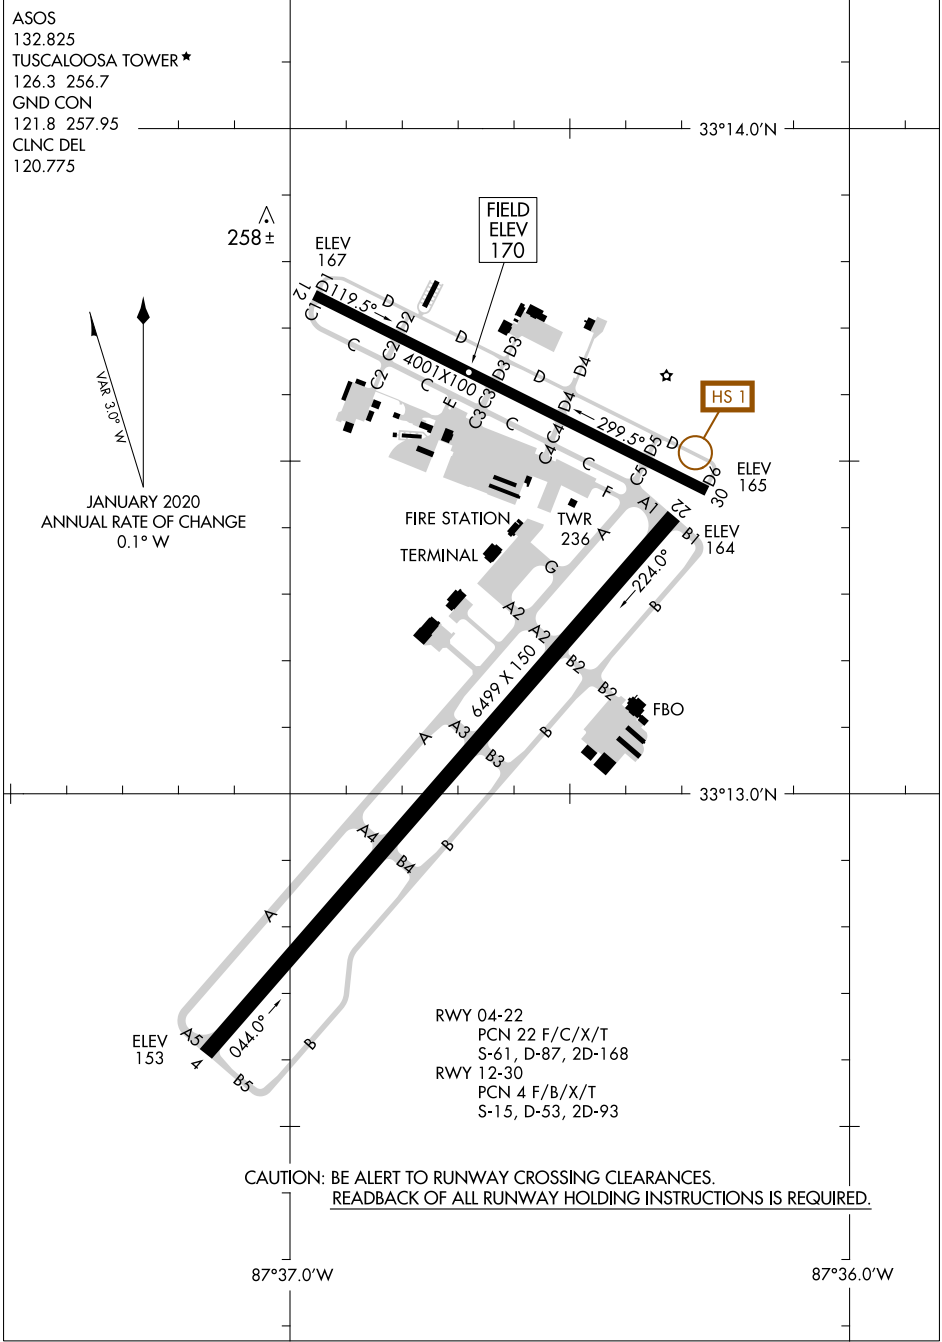 ASOS
132.825
TUSCALOOSA TOWER★
126.3 256.7
GND CON
121.8 257.95
CLNC DEL
120.775
33°14.0'N
FIELD
ELEV
170
258±
ELEV
167
12
D1
119.5°
D
D2
C1
C
C2
C2
4001X100
D
D3
D3
C3
C3
C
E
C
D
D4
D4
C4
C4
299.5°
HS 1
D5
D
C
C5
D6
30
ELEV
165
VAR 3.0° W
JANUARY 2020
ANNUAL RATE OF CHANGE
0.1° W
F
A1
22
B1
ELEV
164
FIRE STATION
TWR
236
A
TERMINAL
G
224.0°
B
A2
A2
B2
B2
6499 X 150
FBO
A
A3
B3
B
33°13.0'N
A4
B4
B
A
044.0°
A5
4
B5
B
ELEV
153
RWY 04-22
PCN 22 F/C/X/T
S-61, D-87, 2D-168
RWY 12-30
PCN 4 F/B/X/T
S-15, D-53, 2D-93
CAUTION: BE ALERT TO RUNWAY CROSSING CLEARANCES.
READBACK OF ALL RUNWAY HOLDING INSTRUCTIONS IS REQUIRED.
87°37.0'W
87°36.0'W